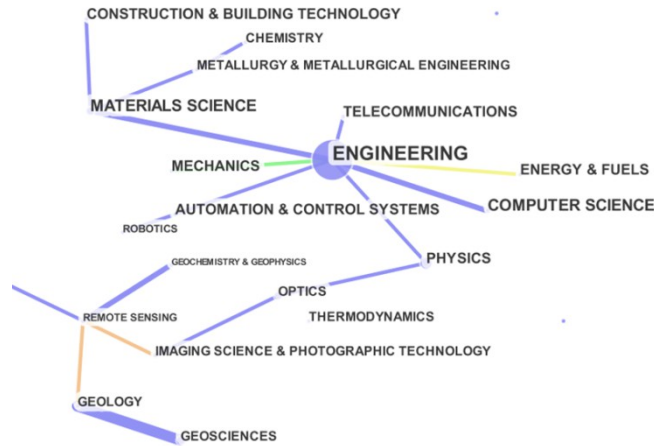 CONSTRUCTION & BUILDING TECHNOLOGY
CHEMISTRY
METALLURGY & METALLURGICAL ENGINEERING
MATERIALS SCIENCE
TELECOMMUNICATIONS
ENGINEERING
MECHANICS
ENERGY & FUELS
AUTOMATION & CONTROL SYSTEMS
COMPUTER SCIENCE
ROBOTICS
GEOCHEMISTRY & GEOPHYSICS
PHYSICS
OPTICS
REMOTE SENSING
THERMODYNAMICS
IMAGING SCIENCE & PHOTOGRAPHIC TECHNOLOGY
GEOLOGY
GEOSCIENCES